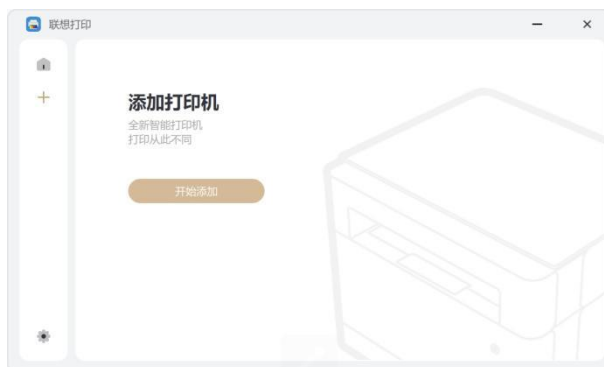 联想打印
添加打印机
全新智能打印机
打印从此不同
开始添加